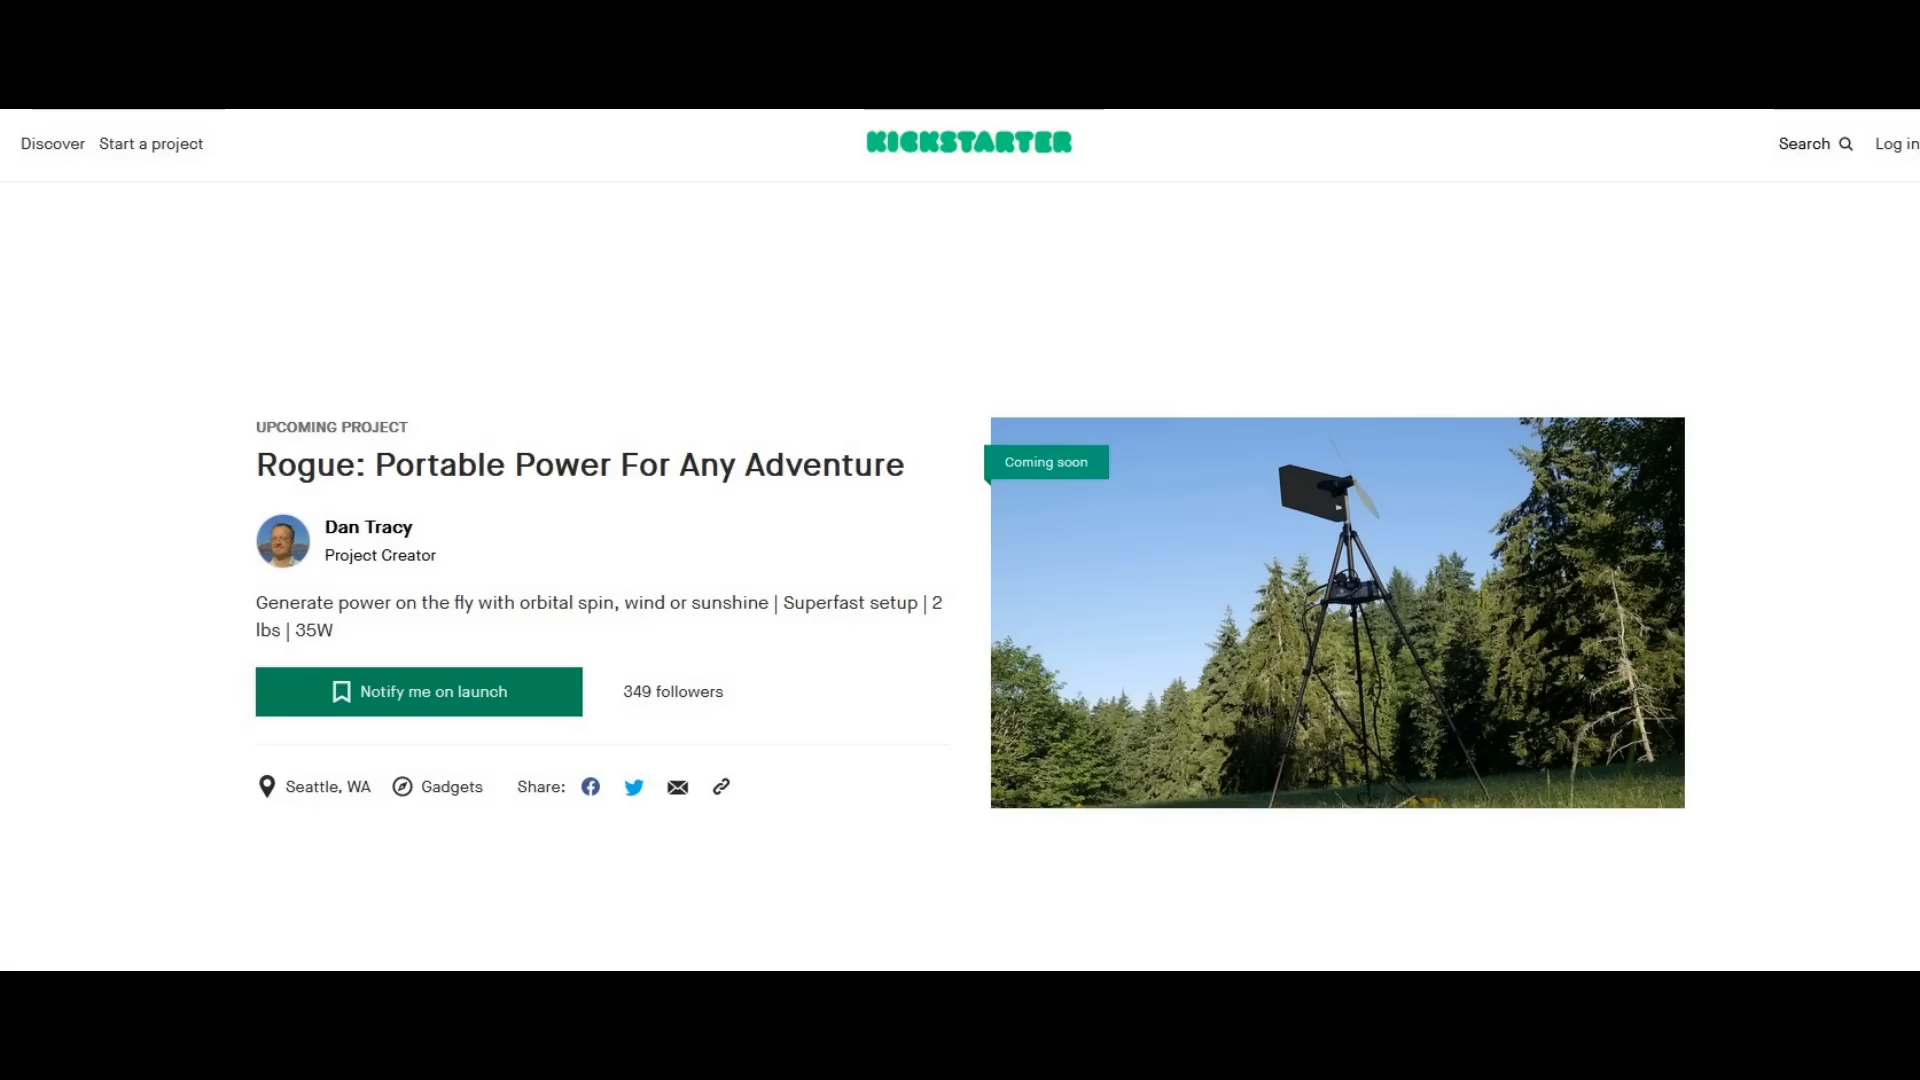 Discover Start a project
KICKSTARTER
Search Log in
UPCOMING PROJECT
Rogue: Portable Power For Any Adventure
Dan Tracy
Project Creator
Generate power on the fly with orbital spin, wind or sunshine | Superfast setup | 2
lbs | 35W
Notify me on launch
349 followers
Seattle, WA Gadgets Share:
Coming soon